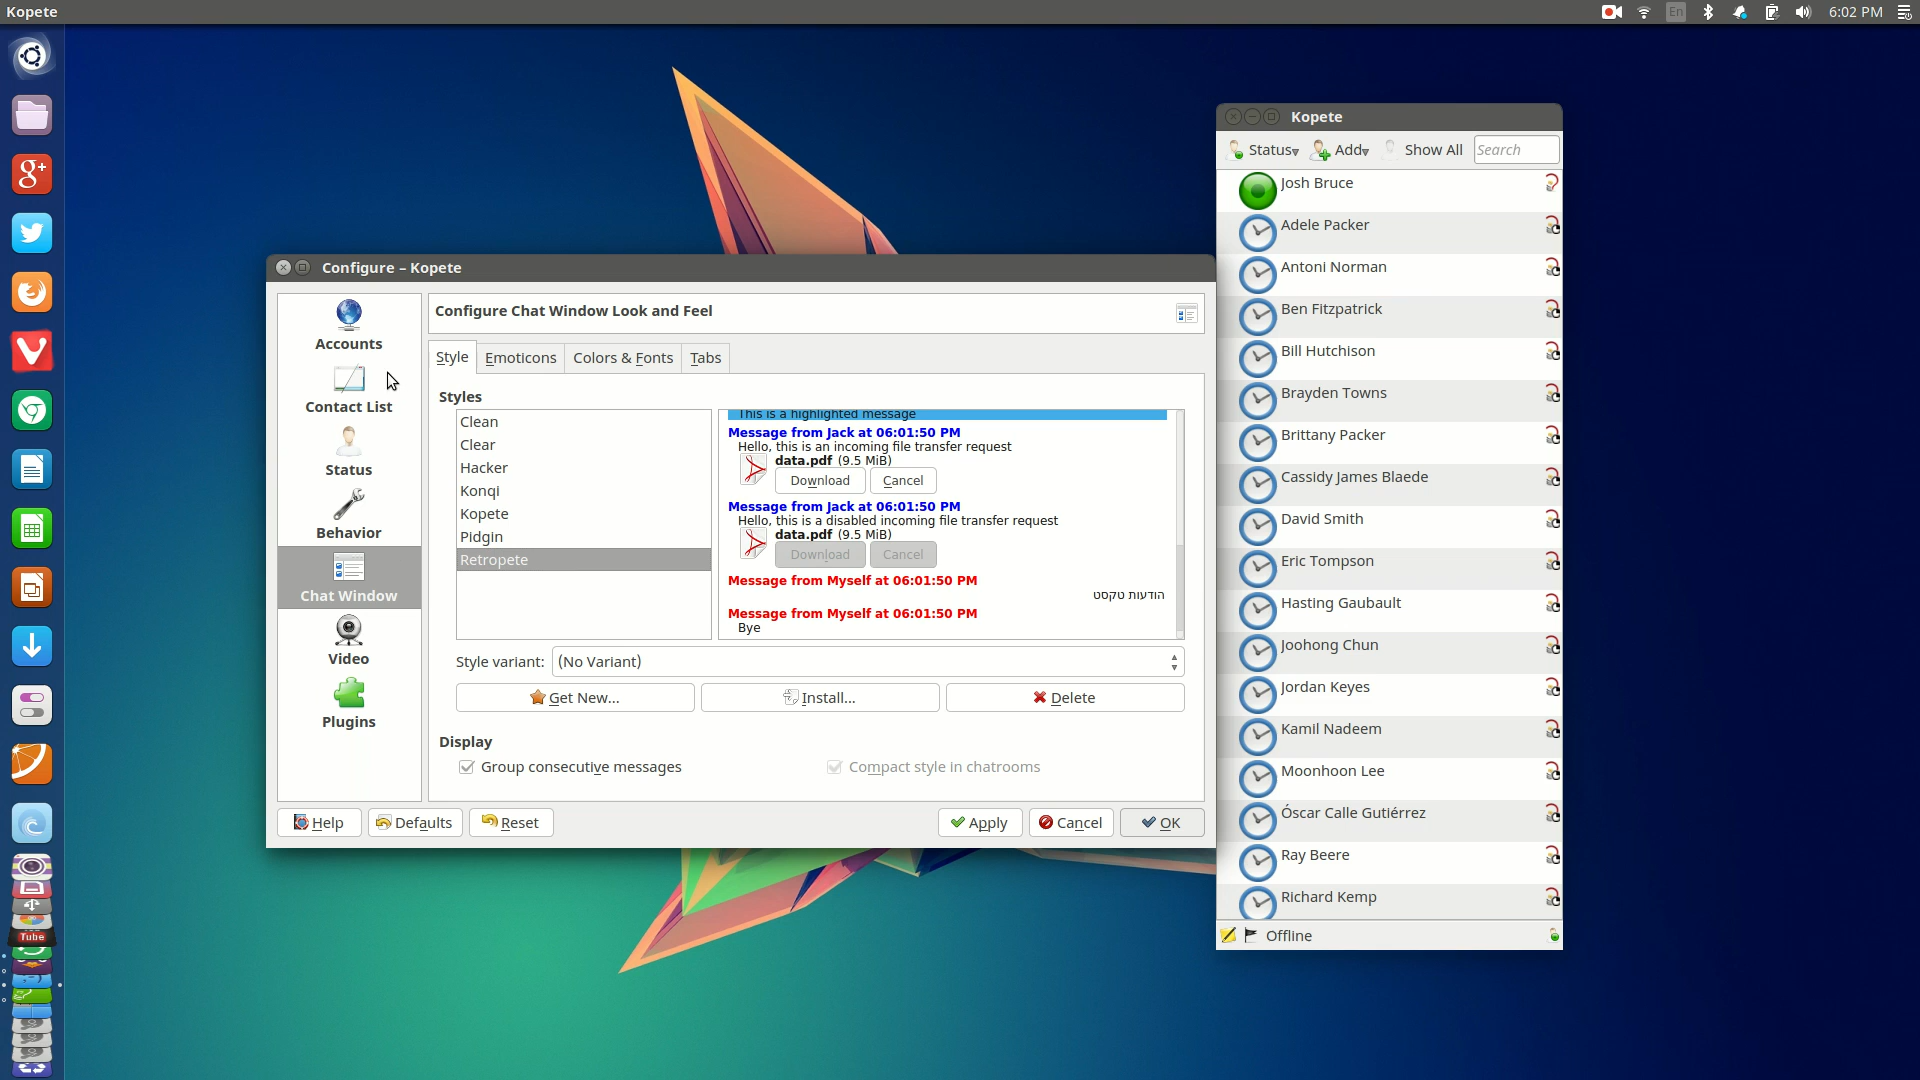 Kopete
En
6:02 PM
Kopete
Status
Add
Show All
Search
Josh Bruce
Adele Packer
Antoni Norman
Ben FItzpatrick
Bill Hutchison
Brayden Towns
Brittany Packer
Cassidy James Blaede
David Smith
Eric Tompson
Hasting Gaubault
Joohong Chun
Jordan Keyes
Kamil Nadeem
Moonhoon Lee
Óscar Calle Gutiérrez
Ray Beere
Richard Kemp
Offline
Configure – Kopete
Accounts
Contact List
Status
Behavior
Chat Window
Video
Plugins
Configure Chat Window Look and Feel
Style
Emoticons
Colors & Fonts
Tabs
Styles
Clean
Clear
Hacker
Konqi
Kopete
Pidgin
Retropete
This is a highlighted message
Message from Jack at 06:01:50 PM
Hello, this is an incoming file transfer request
data.pdf (9.5 MiB)
Download
Cancel
Message from Jack at 06:01:50 PM
Hello, this is a disabled incoming file transfer request
data.pdf (9.5 MiB)
Download
Cancel
Message from Myself at 06:01:50 PM
הודעות טקסט
Message from Myself at 06:01:50 PM
Bye
Style variant:
(No Variant)
Get New...
Install...
Delete
Display
Group consecutive messages
Compact style in chatrooms
Help
Defaults
Reset
Apply
Cancel
OK
g+
Tube